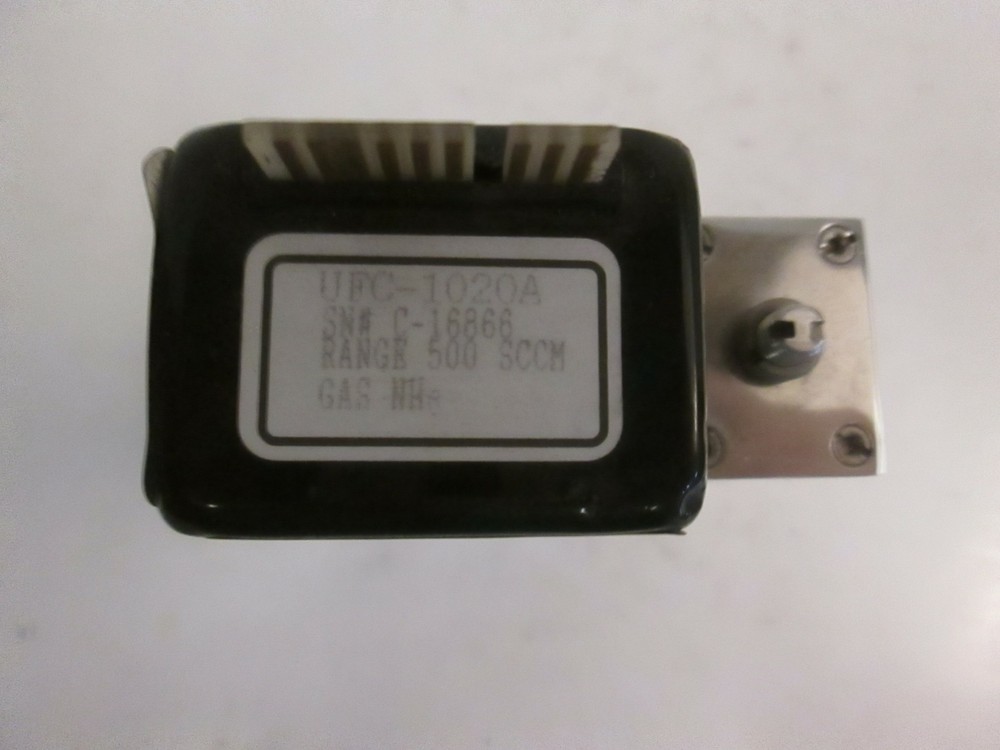 UFC-1020A
SN# C-16866
RANGE 500 SCCM
GAS NH₃